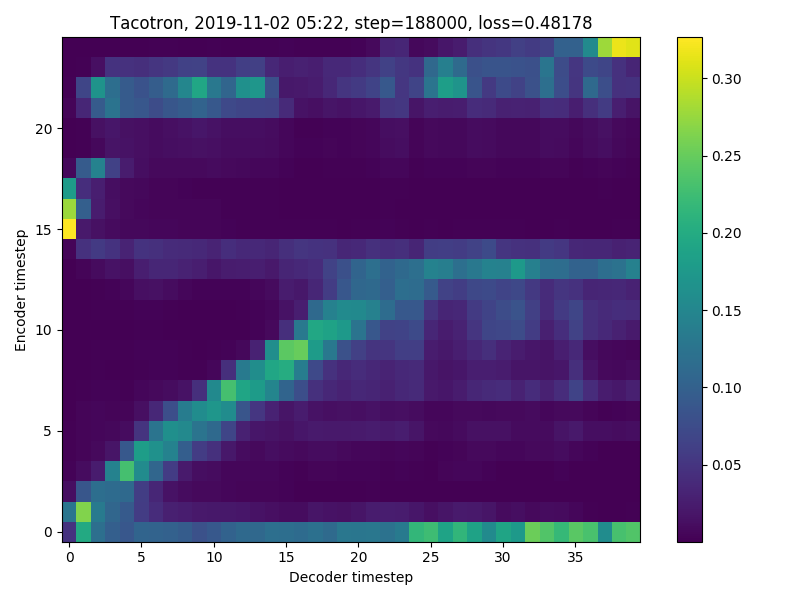 Tacotron, 2019-11-02 05:22, step=188000, loss=0.48178
Encoder timestep
20
15
10
5
0
0 5 10 15 20 25 30 35
Decoder timestep
0.30
0.25
0.20
0.15
0.10
0.05